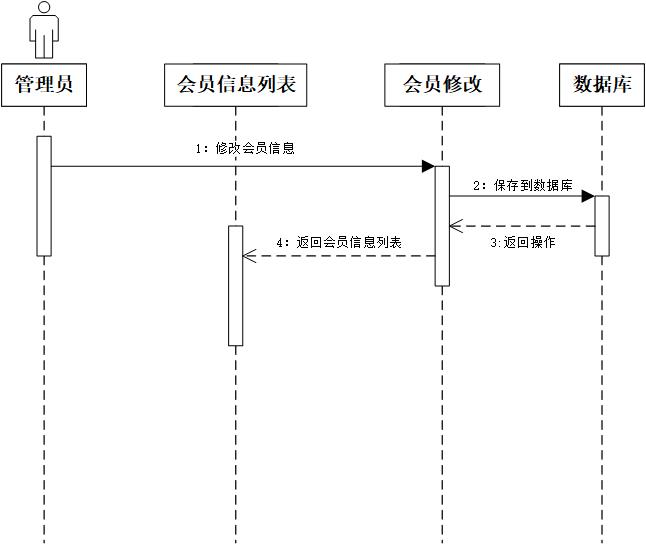 管理员
会员信息列表
会员修改
数据库
1: 修改会员信息
2: 保存到数据库
3:返回操作
4: 返回会员信息列表